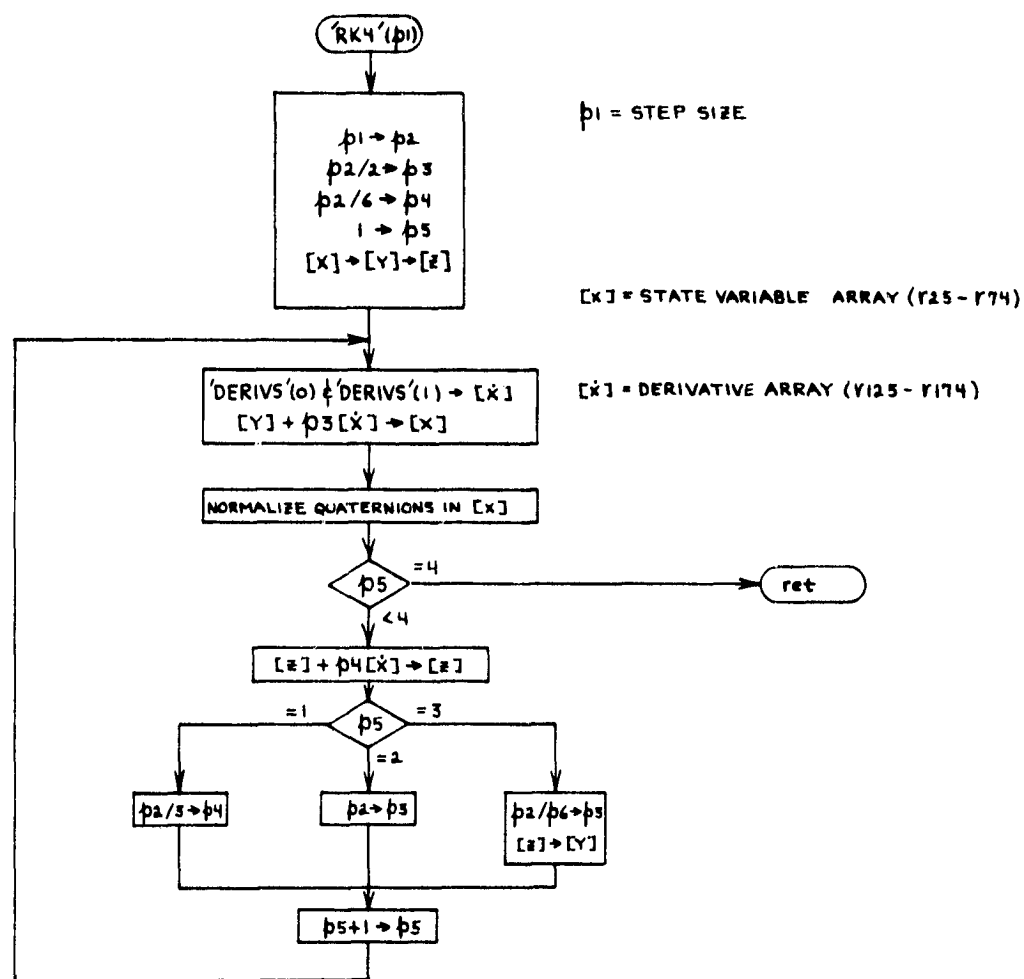 'RK4'(p1)
p1 = STEP SIZE
p1 → p2
p2/2 → p3
p2/6 → p4
1 → p5
[X] → [Y] → [Z]
[X] = STATE VARIABLE ARRAY (r25 - r74)
'DERIVS'(0) & 'DERIVS'(1) → [Ẋ]
[Y] + p3[Ẋ] → [X]
[Ẋ] = DERIVATIVE ARRAY (r125 - r174)
NORMALIZE QUATERNIONS IN [X]
p5
=4
ret
<4
[Z] + p4[Ẋ] → [Z]
=1
p5
=3
=2
p2/3 → p4
p2 → p3
p2/p6 → p3
[Z] → [Y]
p5+1 → p5